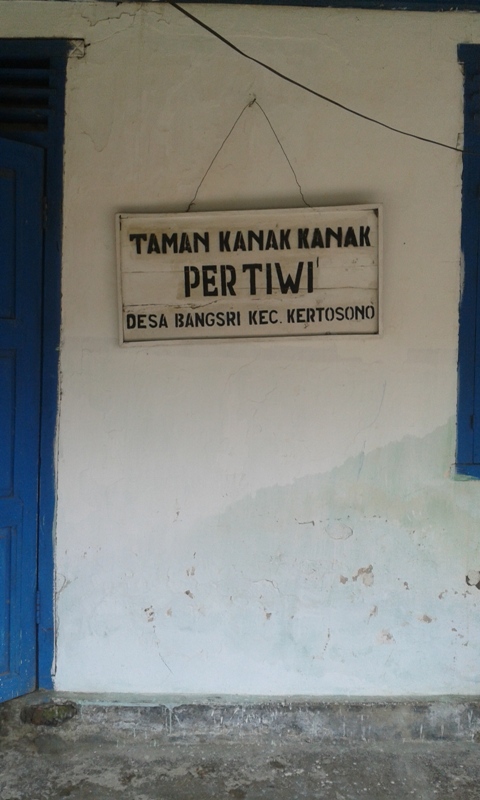 TAMAN KANAK KANAK
PERTIWI
DESA BANGSRI KEC. KERTOSONO